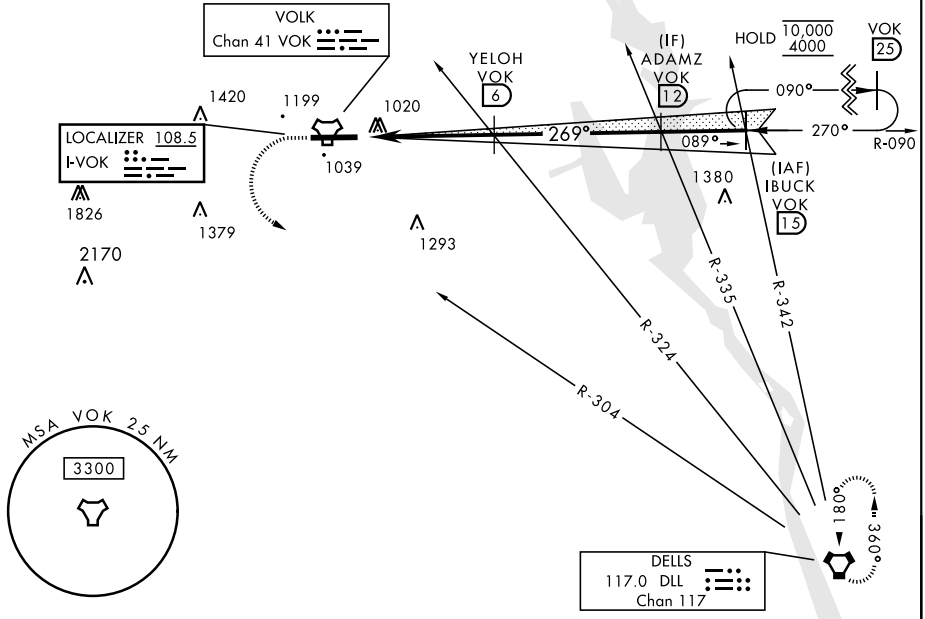 VOLK
Chan 41 VOK
LOCALIZER 108.5
I-VOK
1420
1199
1020
1039
1826
1379
2170
1293
YELOH
VOK
6
(IF)
ADAMZ
VOK
12
HOLD
10,000
4000
VOK
25
090°
270°
R-090
269°
089°
(IAF)
IBUCK
VOK
15
1380
R-335
R-342
R-324
R-304
MSA VOK 25 NM
3300
DELLS
117.0 DLL
Chan 117
180°
360°